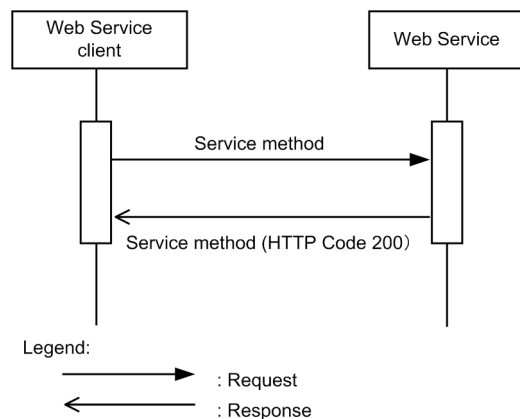 Web Service
client
Web Service
Service method
Service method (HTTP Code 200）
Legend:
: Request
: Response